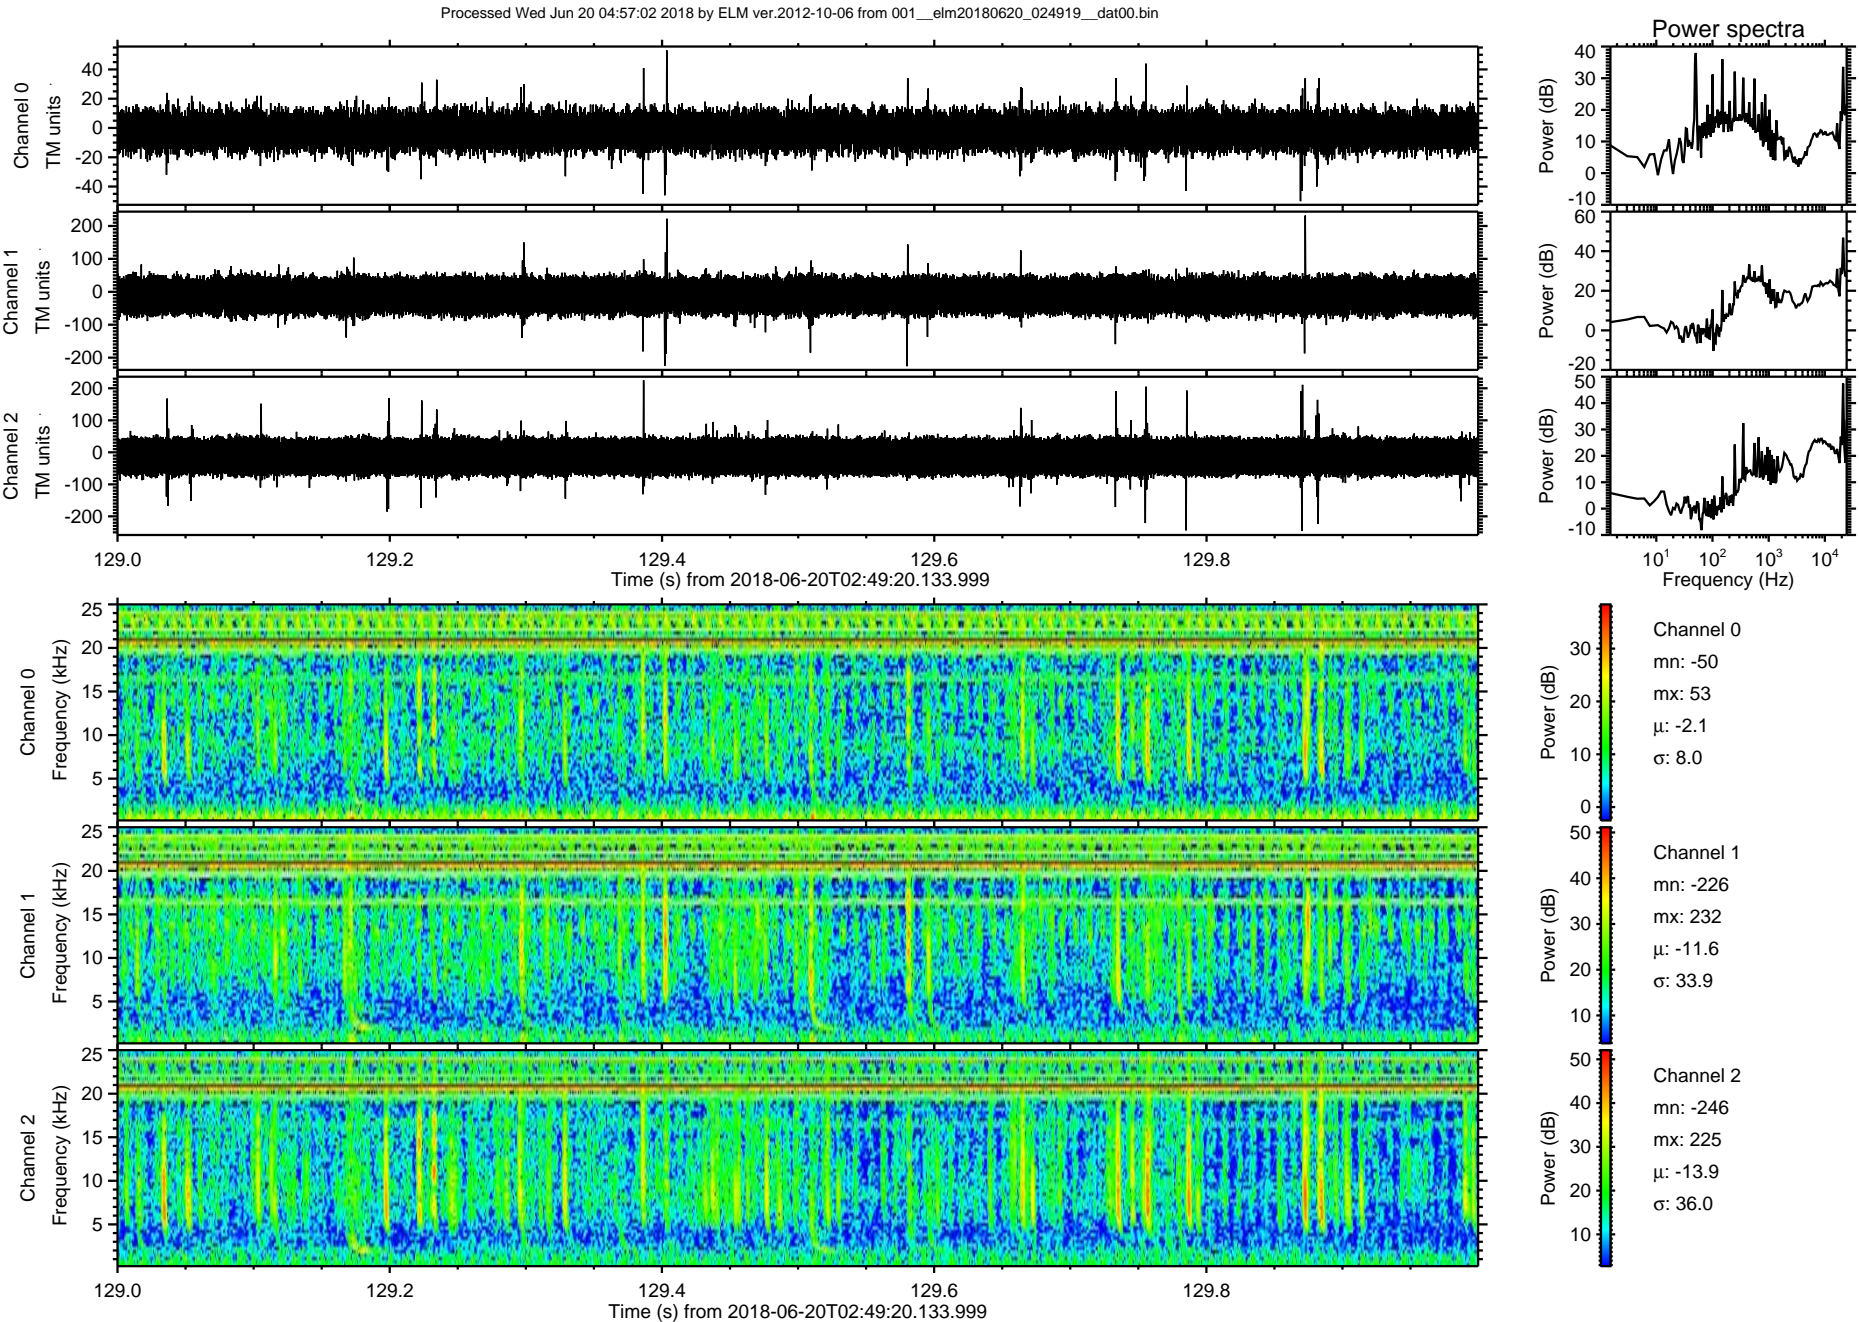 Processed Wed Jun 20 04:57:02 2018 by ELM ver.2012-10-06 from 001__elm20180620_024919__dat00.bin
Power spectra
Channel 0
TM units
40
20
0
-20
-40
Power (dB)
40
30
20
10
0
-10
Channel 1
TM units
200
100
0
-100
-200
Power (dB)
60
40
20
0
-20
Channel 2
TM units
200
100
0
-100
-200
Power (dB)
50
40
30
20
10
0
-10
129.0 129.2 129.4 129.6 129.8
Time (s) from 2018-06-20T02:49:20.133.999
10¹ 10² 10³ 10⁴
Frequency (Hz)
Channel 0
Frequency (kHz)
25
20
15
10
5
Power (dB)
30
20
10
0
Channel 0
mn: -50
mx: 53
µ: -2.1
σ: 8.0
Channel 1
Frequency (kHz)
25
20
15
10
5
Power (dB)
50
40
30
20
10
Channel 1
mn: -226
mx: 232
µ: -11.6
σ: 33.9
Channel 2
Frequency (kHz)
25
20
15
10
5
Power (dB)
50
40
30
20
10
Channel 2
mn: -246
mx: 225
µ: -13.9
σ: 36.0
129.0 129.2 129.4 129.6 129.8
Time (s) from 2018-06-20T02:49:20.133.999